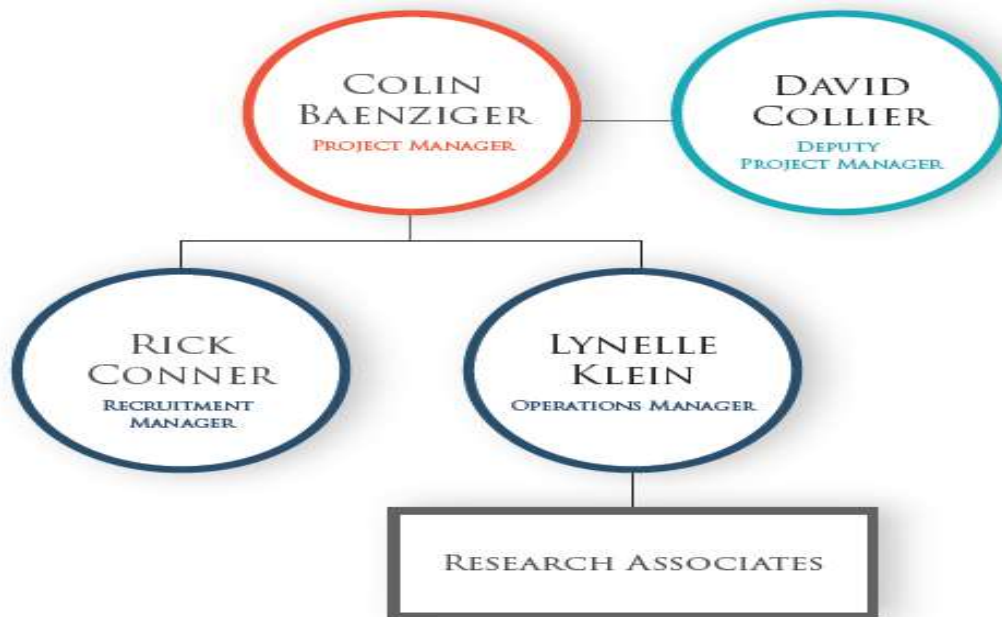 COLIN
BAENZIGER
PROJECT MANAGER
DAVID
COLLIER
DEPUTY
PROJECT MANAGER
RICK
CONNER
RECRUITMENT
MANAGER
LYNELLE
KLEIN
OPERATIONS MANAGER
RESEARCH ASSOCIATES